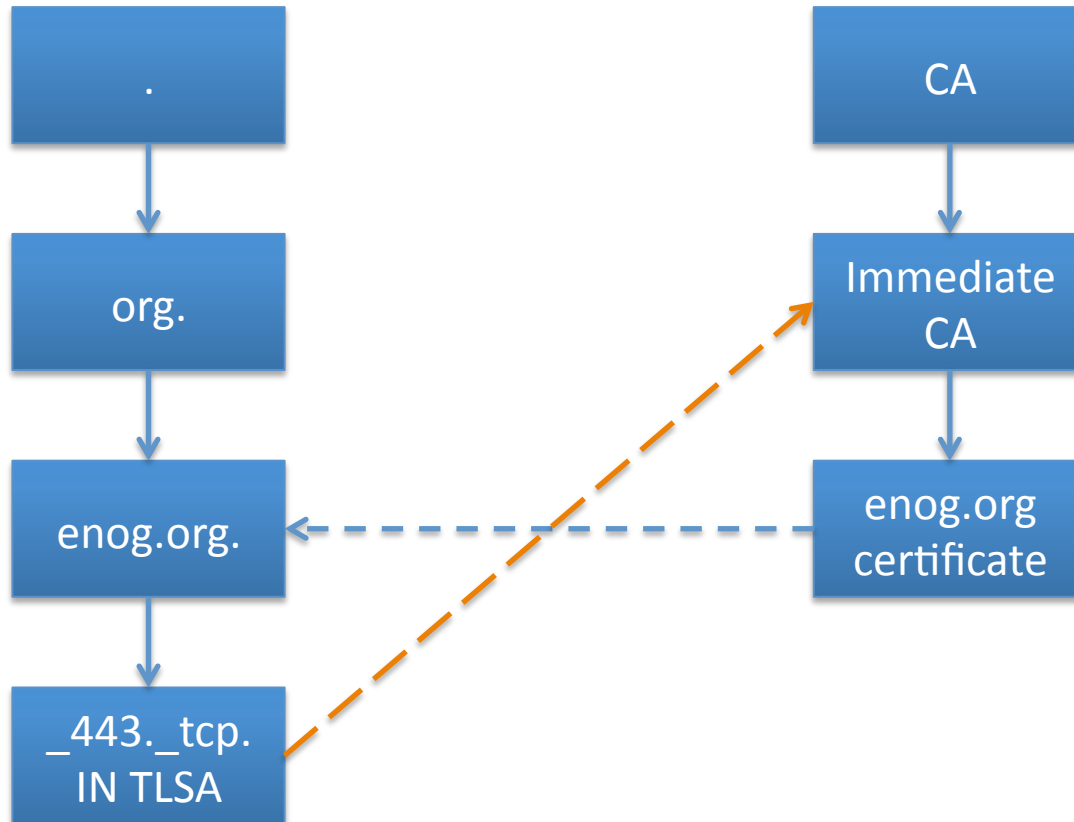 .
CA
org.
Immediate
CA
enog.org.
enog.org
certificate
_443._tcp.
IN TLSA